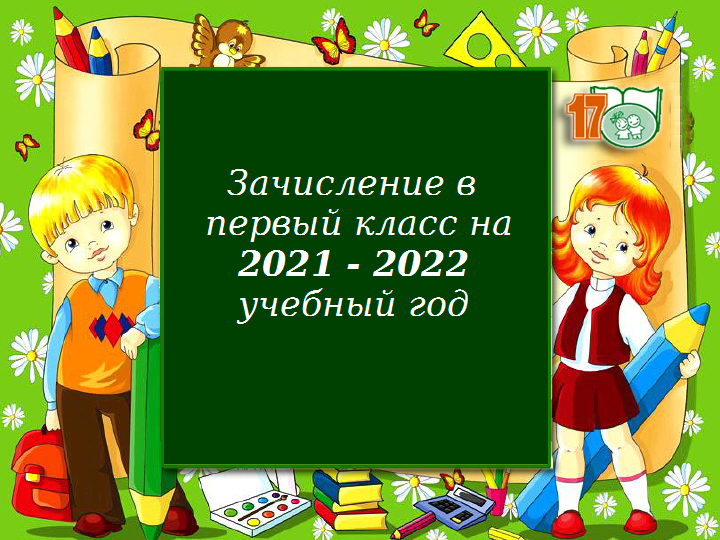 17
Зачисление в
первый класс на
2021 - 2022
учебный год